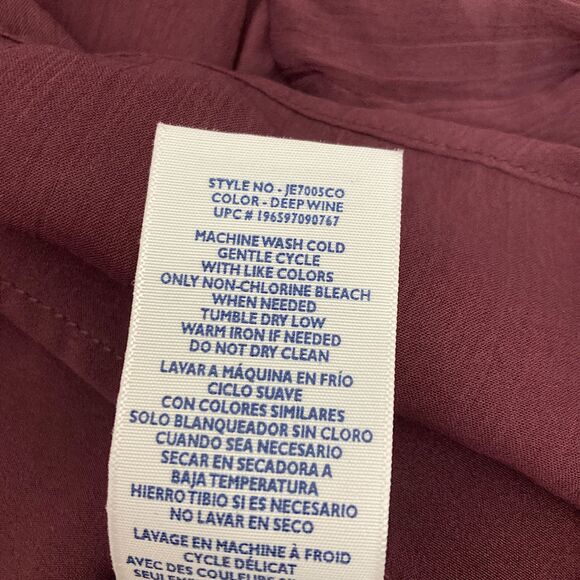 STYLE NO - JE7005CO
COLOR - DEEP WINE
UPC # 196597090767
MACHINE WASH COLD
GENTLE CYCLE
WITH LIKE COLORS
ONLY NON-CHLORINE BLEACH
WHEN NEEDED
TUMBLE DRY LOW
WARM IRON IF NEEDED
DO NOT DRY CLEAN
LAVAR A MÁQUINA EN FRÍO
CICLO SUAVE
CON COLORES SIMILARES
SOLO BLANQUEADOR SIN CLORO
CUANDO SEA NECESARIO
SECAR EN SECADORA A
BAJA TEMPERATURA
HIERRO TIBIO SI ES NECESARIO
NO LAVAR EN SECO
LAVAGE EN MACHINE À FROID
CYCLE DÉLICAT
AVEC DES COULEURS